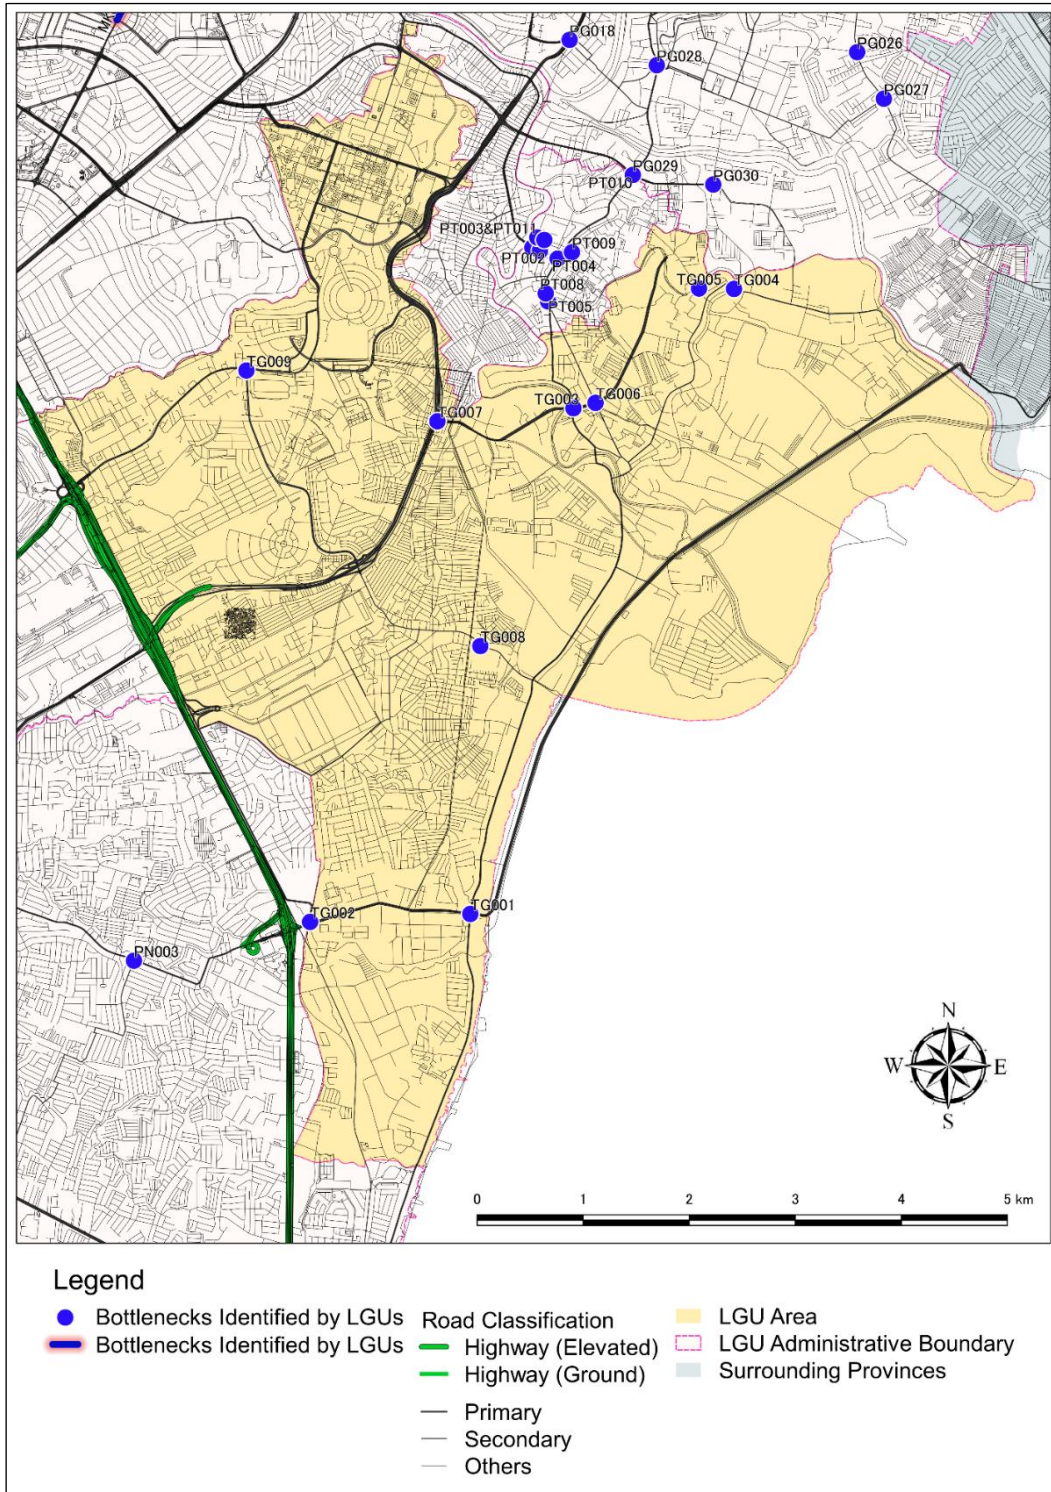 MK
PG018
PG026
PG028
PG027
PG029
PT010
PG030
PT003&PT011
PT009
PT002
PT004
TG005
TG004
PT008
PT005
TG009
TG003
TG006
TG007
TG008
TG002
TG001
PN003
N
W
E
S
0 1 2 3 4 5 km
Legend
Bottlenecks Identified by LGUs
Bottlenecks Identified by LGUs
Road Classification
Highway (Elevated)
Highway (Ground)
Primary
Secondary
Others
LGU Area
LGU Administrative Boundary
Surrounding Provinces